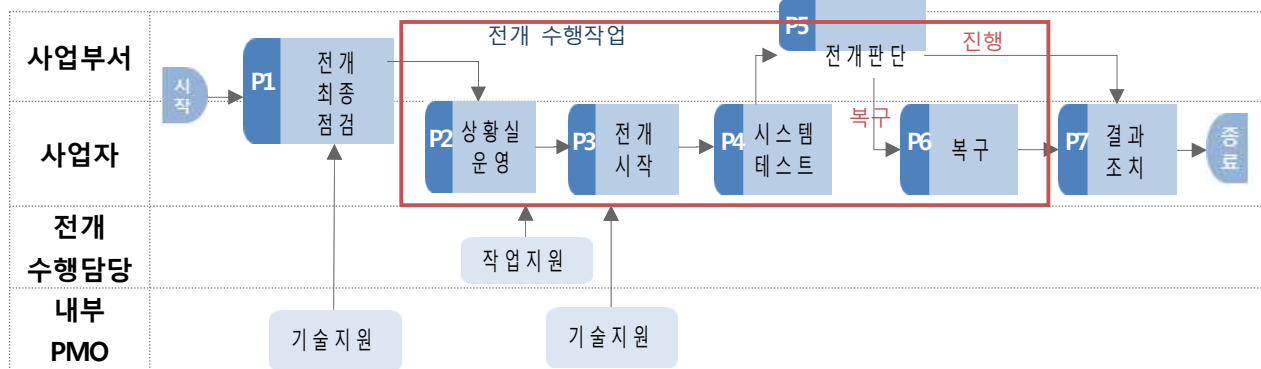 사업부서
시
작
P1
전개
최종
점검
전개 수행작업
P5
전개판단
진행
복구
사업자
P2
상황실
운영
P3
전개
시작
P4
시스템
테스트
P6
복구
P7
결과
조치
종
료
전개
수행담당
작업지원
내부
PMO
기술지원
기술지원